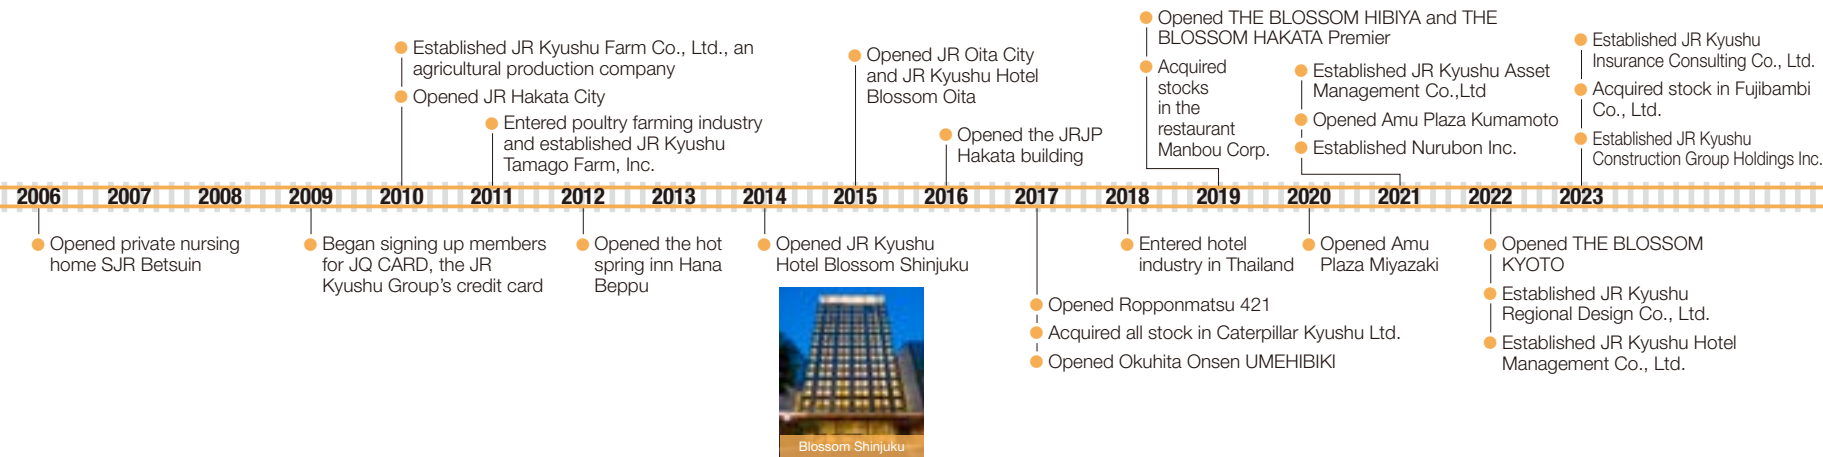 Opened THE BLOSSOM HIBIYA and THE
BLOSSOM HAKATA Premier
Established JR Kyushu Farm Co., Ltd., an
agricultural production company
Opened JR Hakata City
Entered poultry farming industry
and established JR Kyushu
Tamago Farm, Inc.
Opened JR Oita City
and JR Kyushu Hotel
Blossom Oita
Opened the JRJP
Hakata building
Acquired
stocks
in the
restaurant
Manbou Corp.
Established JR Kyushu Asset
Management Co.,Ltd
Opened Amu Plaza Kumamoto
Established Nurubon Inc.
Established JR Kyushu
Insurance Consulting Co., Ltd.
Acquired stock in Fujibambi
Co., Ltd.
Established JR Kyushu
Construction Group Holdings Inc.
2006 2007 2008 2009 2010 2011 2012 2013 2014 2015 2016 2017 2018 2019 2020 2021 2022 2023
Opened private nursing
home SJR Betsuin
Began signing up members
for JQ CARD, the JR
Kyushu Group's credit card
Opened the hot
spring inn Hana
Beppu
Opened JR Kyushu
Hotel Blossom Shinjuku
Blossom Shinjuku
Opened Ropponmatsu 421
Acquired all stock in Caterpillar Kyushu Ltd.
Opened Okuhita Onsen UMEHIBIKI
Entered hotel
industry in Thailand
Opened Amu
Plaza Miyazaki
Opened THE BLOSSOM
KYOTO
Established JR Kyushu
Regional Design Co., Ltd.
Established JR Kyushu Hotel
Management Co., Ltd.